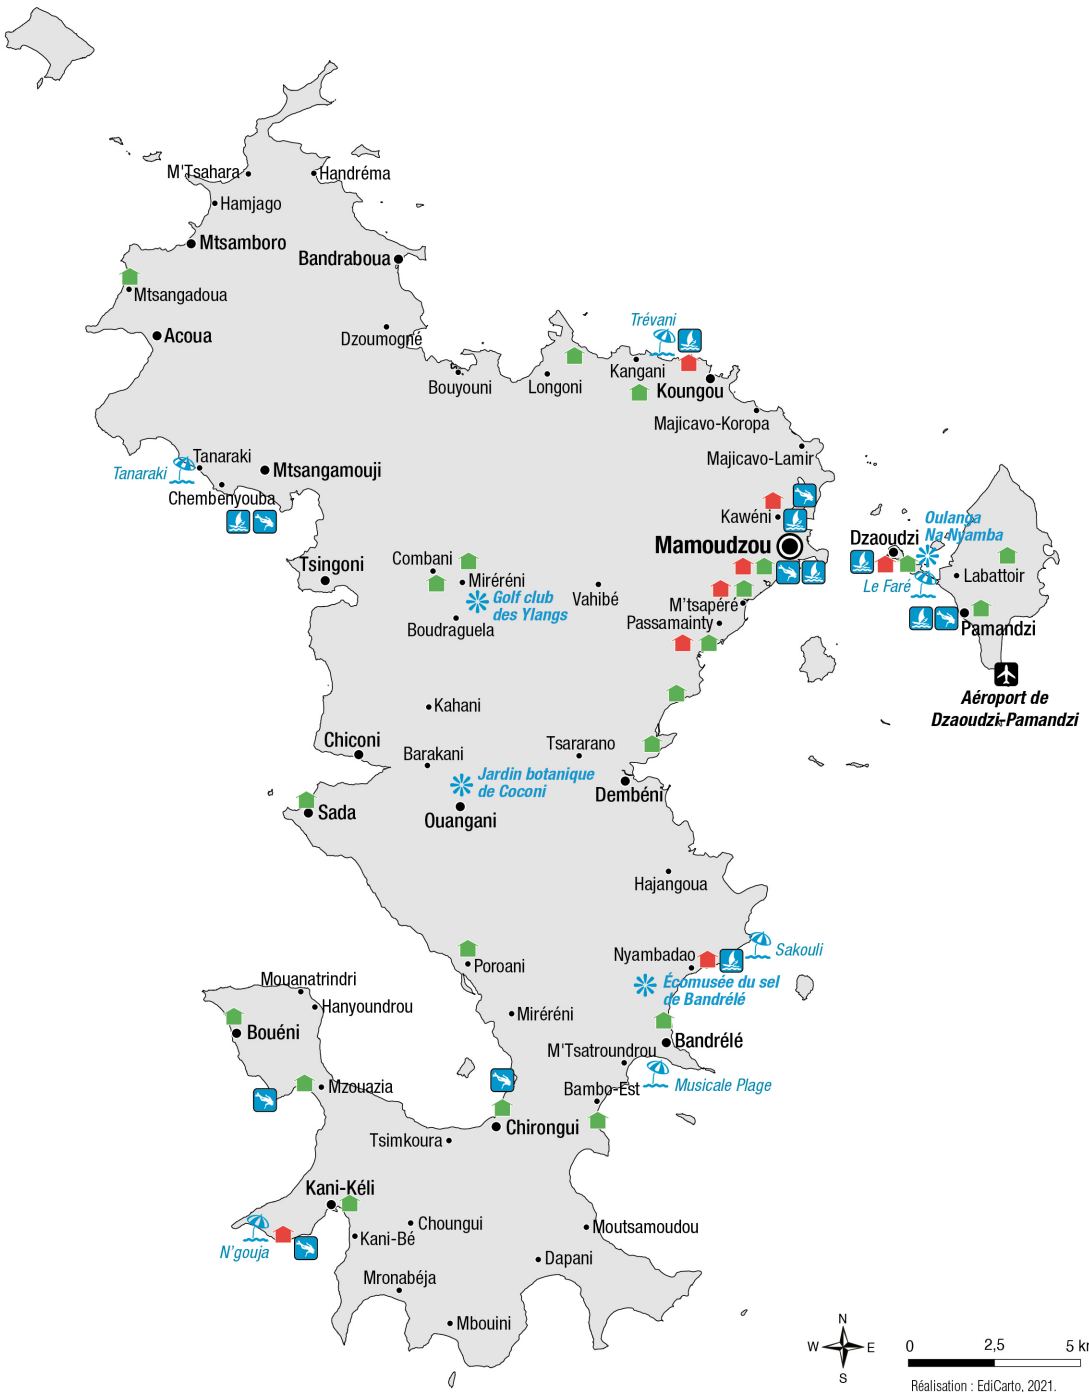 M'Tsahara
Handréma
Hamjago
Mtsamboro
Bandraboua
Mtsangadoua
Acoua
Dzoumogné
Trévani
Kangani
Bouyouni
Longoni
Koungou
Majicavo-Koropa
Majicavo-Lamir
Tanaraki
Tanaraki
Mtsangamouji
Chembenyouba
Kawéni
Mamoudzou
Dzaoudzi
Oulanga
Na Nyamba
Labattoir
Le Faré
Pamandzi
Aéroport de
Dzaoudzi-Pamandzi
Tsingoni
Combani
Miréréni
Golf club
des Ylangs
Boudraguela
Vahibé
M'tsapéré
Passamainty
Kahani
Chiconi
Barakani
Tsararano
Jardin botanique
de Coconi
Dembéni
Sada
Ouangani
Hajangoua
Nyambadao
Sakouli
Écomusée du sel
de Bandrélé
Poroani
Mouanatrindri
Hanyoundrou
Miréréni
Bouéni
Bandrélé
M'Tsatroundrou
Musicale Plage
Mzouazia
Bambo-Est
Chirongui
Tsimkoura
Kani-Kéli
Choungui
Moutsamoudou
N'gouja
Kani-Bé
Dapani
Mronabéja
Mbouini
N
W
E
S
0
2,5
5 k
Réalisation : EdiCarto, 2021.